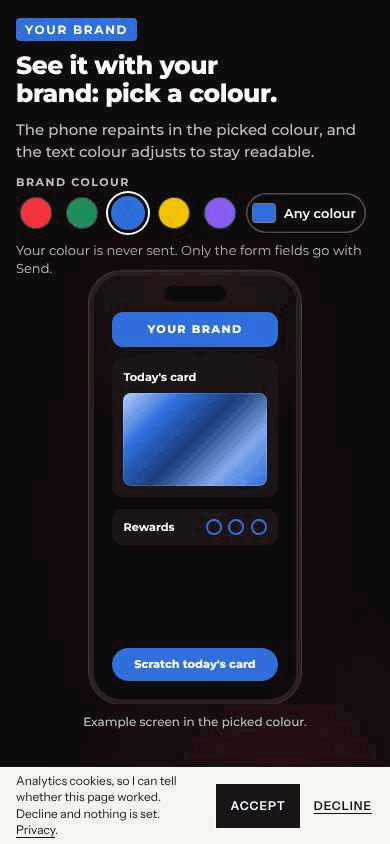 YOUR BRAND
See it with your
brand: pick a colour.
The phone repaints in the picked colour, and
the text colour adjusts to stay readable.
BRAND COLOUR
Any colour
Your colour is never sent. Only the form fields go with
Send.
YOUR BRAND
Today's card
Rewards
Scratch today's card
Example screen in the picked colour.
Analytics cookies, so I can tell
whether this page worked.
Decline and nothing is set.
Privacy.
ACCEPT
DECLINE